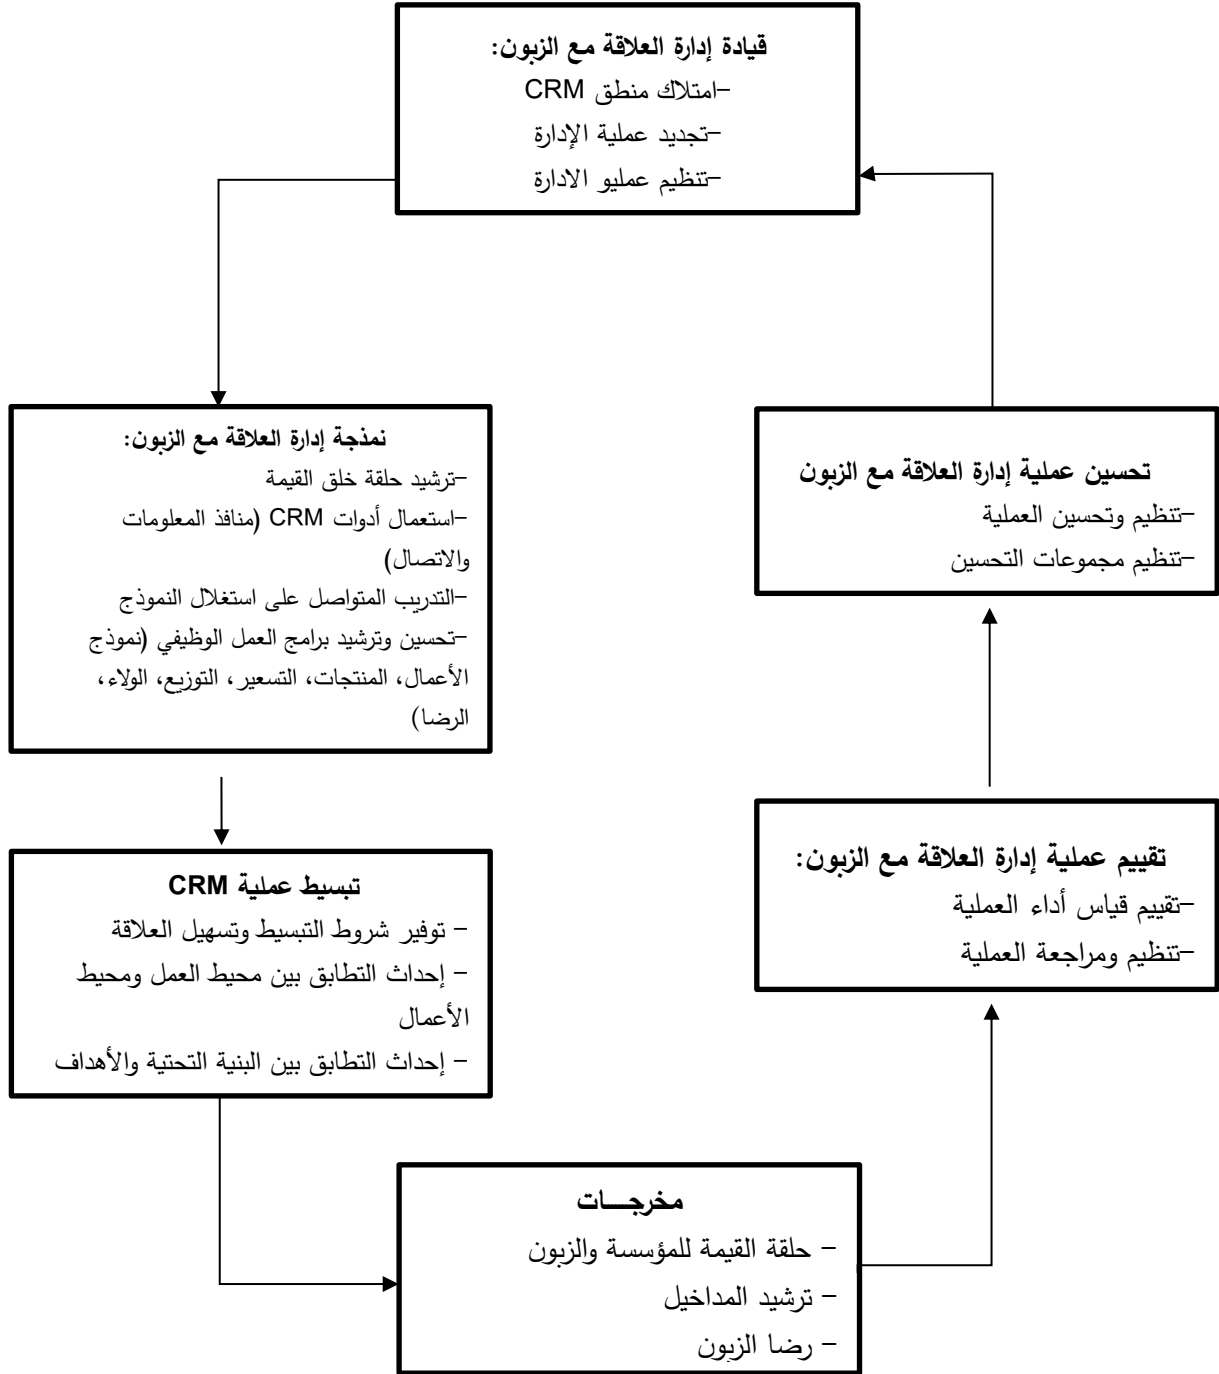 قيادة إدارة العلاقة مع الزبون:
-امتلاك منطق CRM
-تجديد عملية الإدارة
-تنظيم عمليو الادارة
نمذجة إدارة العلاقة مع الزبون:
-ترشيد حلقة خلق القيمة
-استعمال أدوات CRM (منافذ المعلومات
والاتصال)
-التدريب المتواصل على استغلال النموذج
-تحسين وترشيد برامج العمل الوظيفي (نموذج
الأعمال، المنتجات، التسعير، التوزيع، الولاء،
الرضا)
تبسيط عملية CRM
- توفير شروط التبسيط وتسهيل العلاقة
- إحداث التطابق بين محيط العمل ومحيط
الأعمال
- إحداث التطابق بين البنية التحتية والأهداف
مخرجــات
- حلقة القيمة للمؤسسة والزبون
- ترشيد المداخيل
- رضا الزبون
تقييم عملية إدارة العلاقة مع الزبون:
-تقييم قياس أداء العملية
-تنظيم ومراجعة العملية
تحسين عملية إدارة العلاقة مع الزبون
-تنظيم وتحسين العملية
-تنظيم مجموعات التحسين